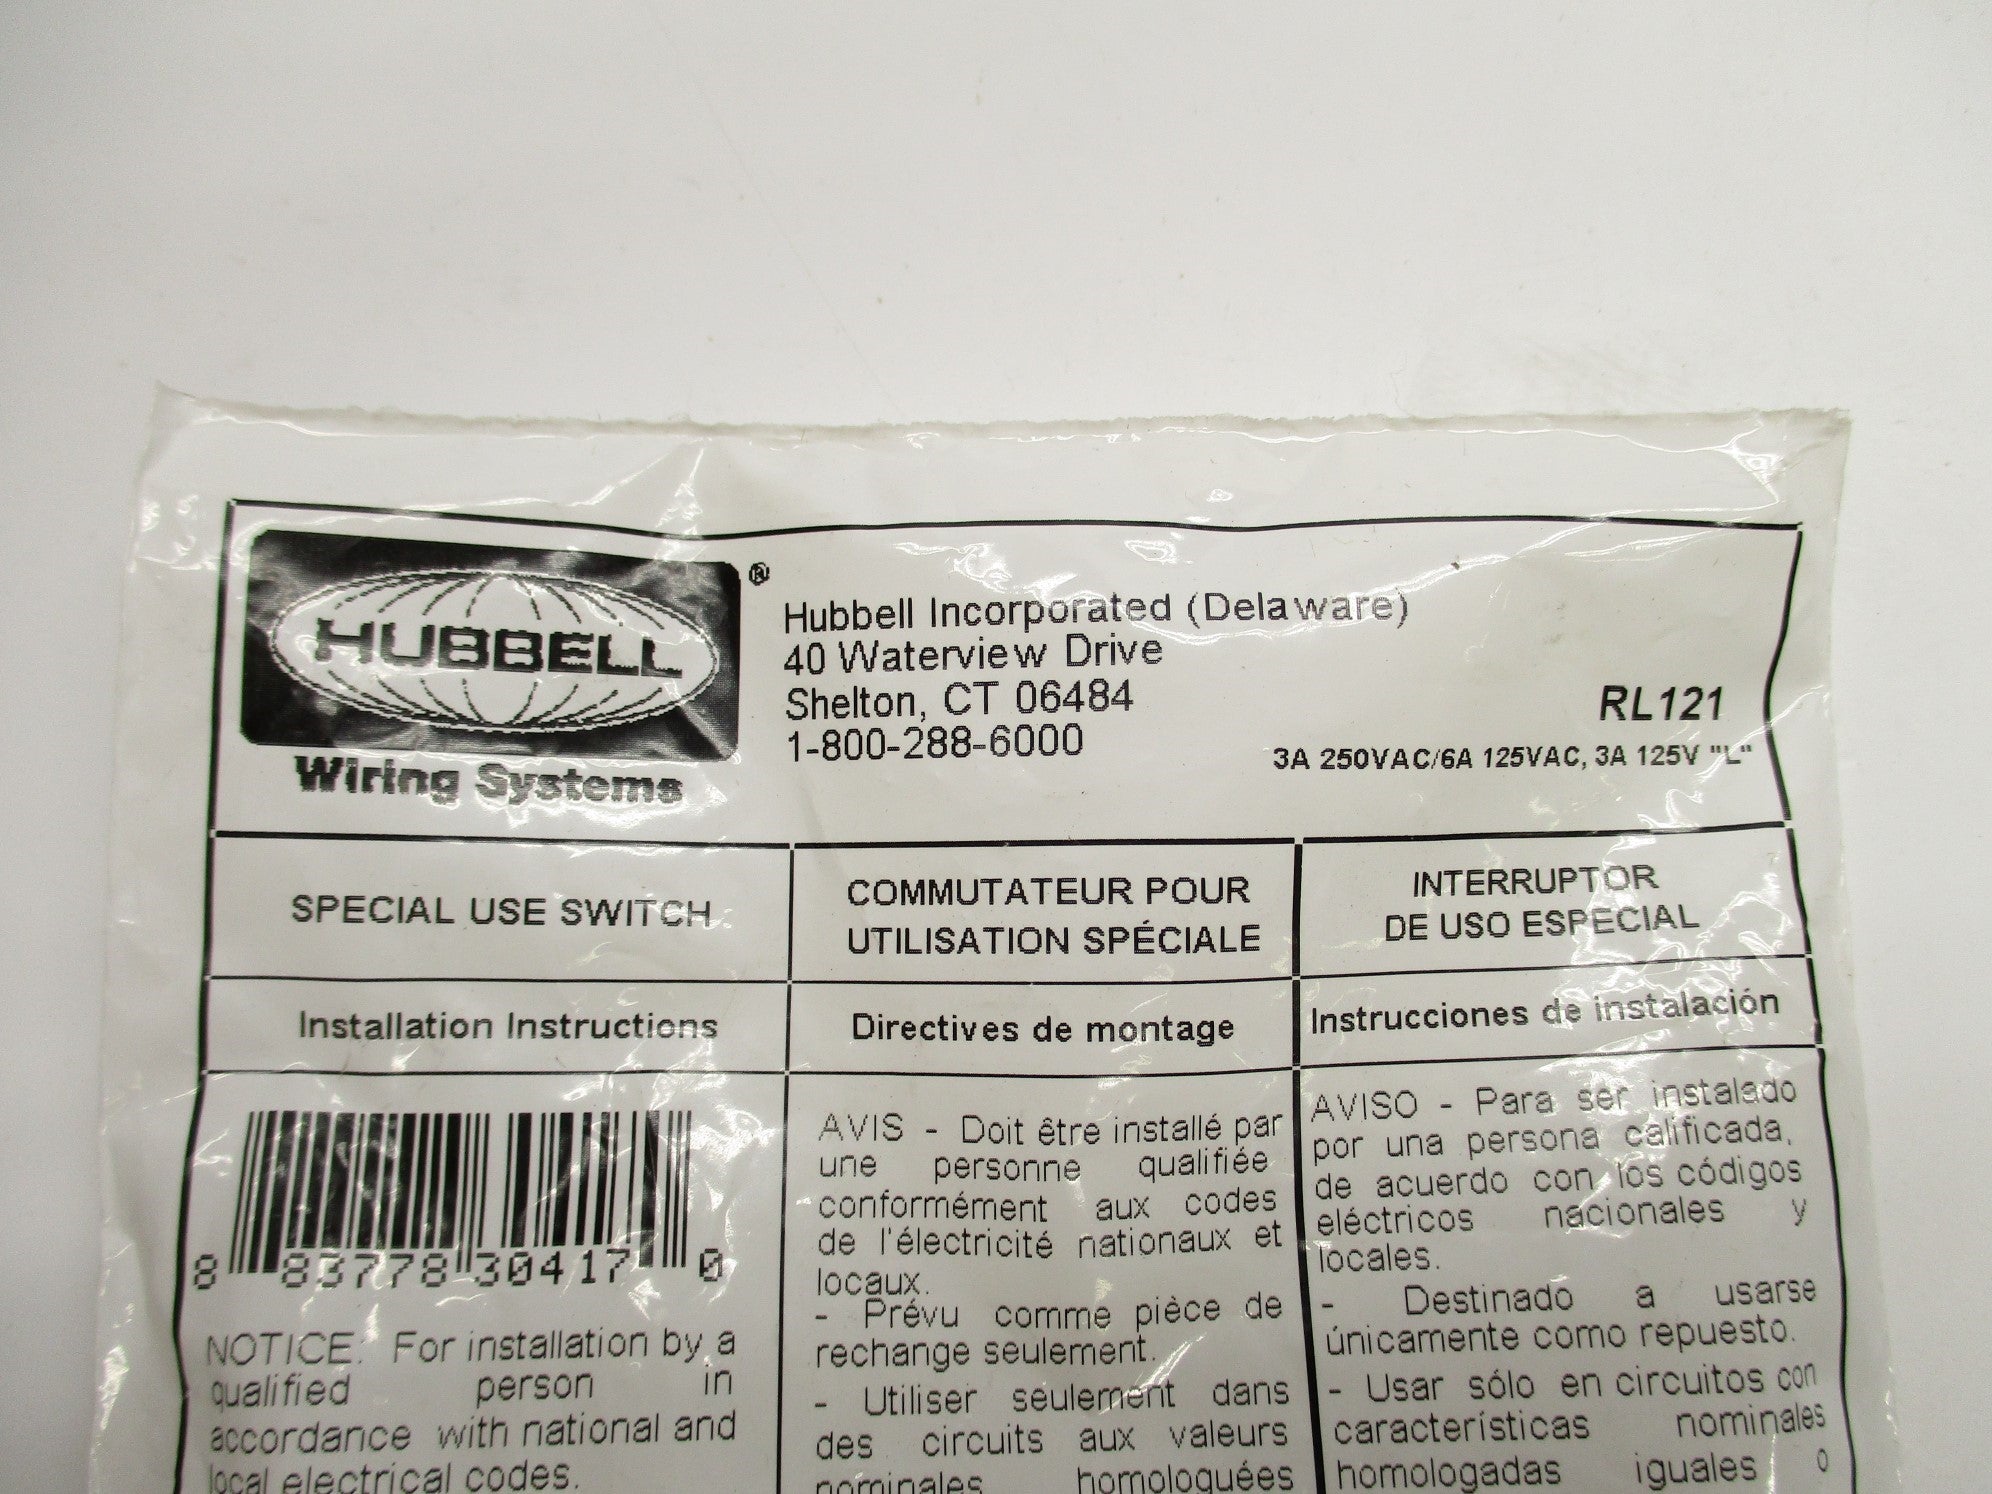 HUBBELL
®
Wiring Systems
Hubbell Incorporated (Delaware)
40 Waterview Drive
Shelton, CT 06484
1-800-288-6000
RL121
3A 250VAC/6A 125VAC, 3A 125V "L"
SPECIAL USE SWITCH
Installation Instructions
8 83778 30417 0
NOTICE: For installation by a
qualified person in
accordance with national and
local electrical codes.
COMMUTATEUR POUR
UTILISATION SPÉCIALE
Directives de montage
AVIS - Doit être installé par
une personne qualifiée
conformément aux codes
de l'électricité nationaux et
locaux.
- Prévu comme pièce de
rechange seulement.
- Utiliser seulement dans
des circuits aux valeurs
nominales homologuées
INTERRUPTOR
DE USO ESPECIAL
Instrucciones de instalación
AVISO - Para ser instalado
por una persona calificada,
de acuerdo con los códigos
eléctricos nacionales y
locales.
- Destinado a usarse
únicamente como repuesto.
- Usar sólo en circuitos con
características nominales
homologadas iguales o